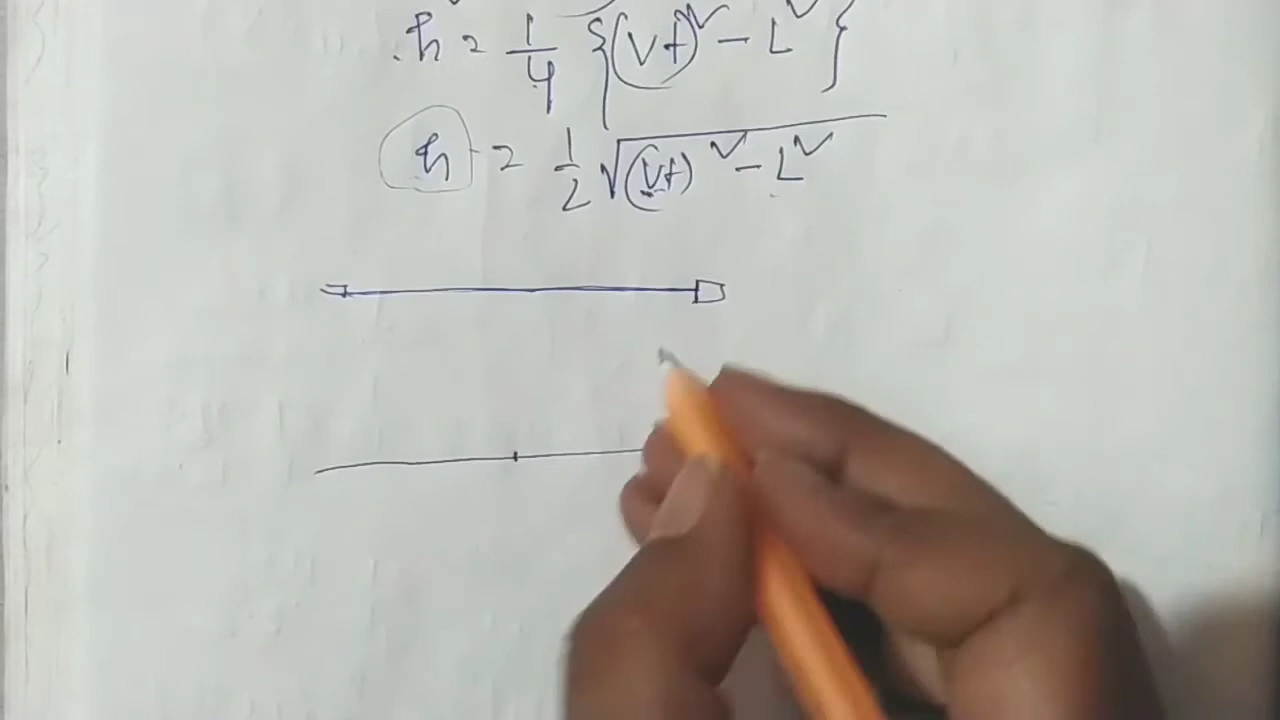 h = 1/4 {(vt)² - L²}
h = 1/2 √(vt)² - L²